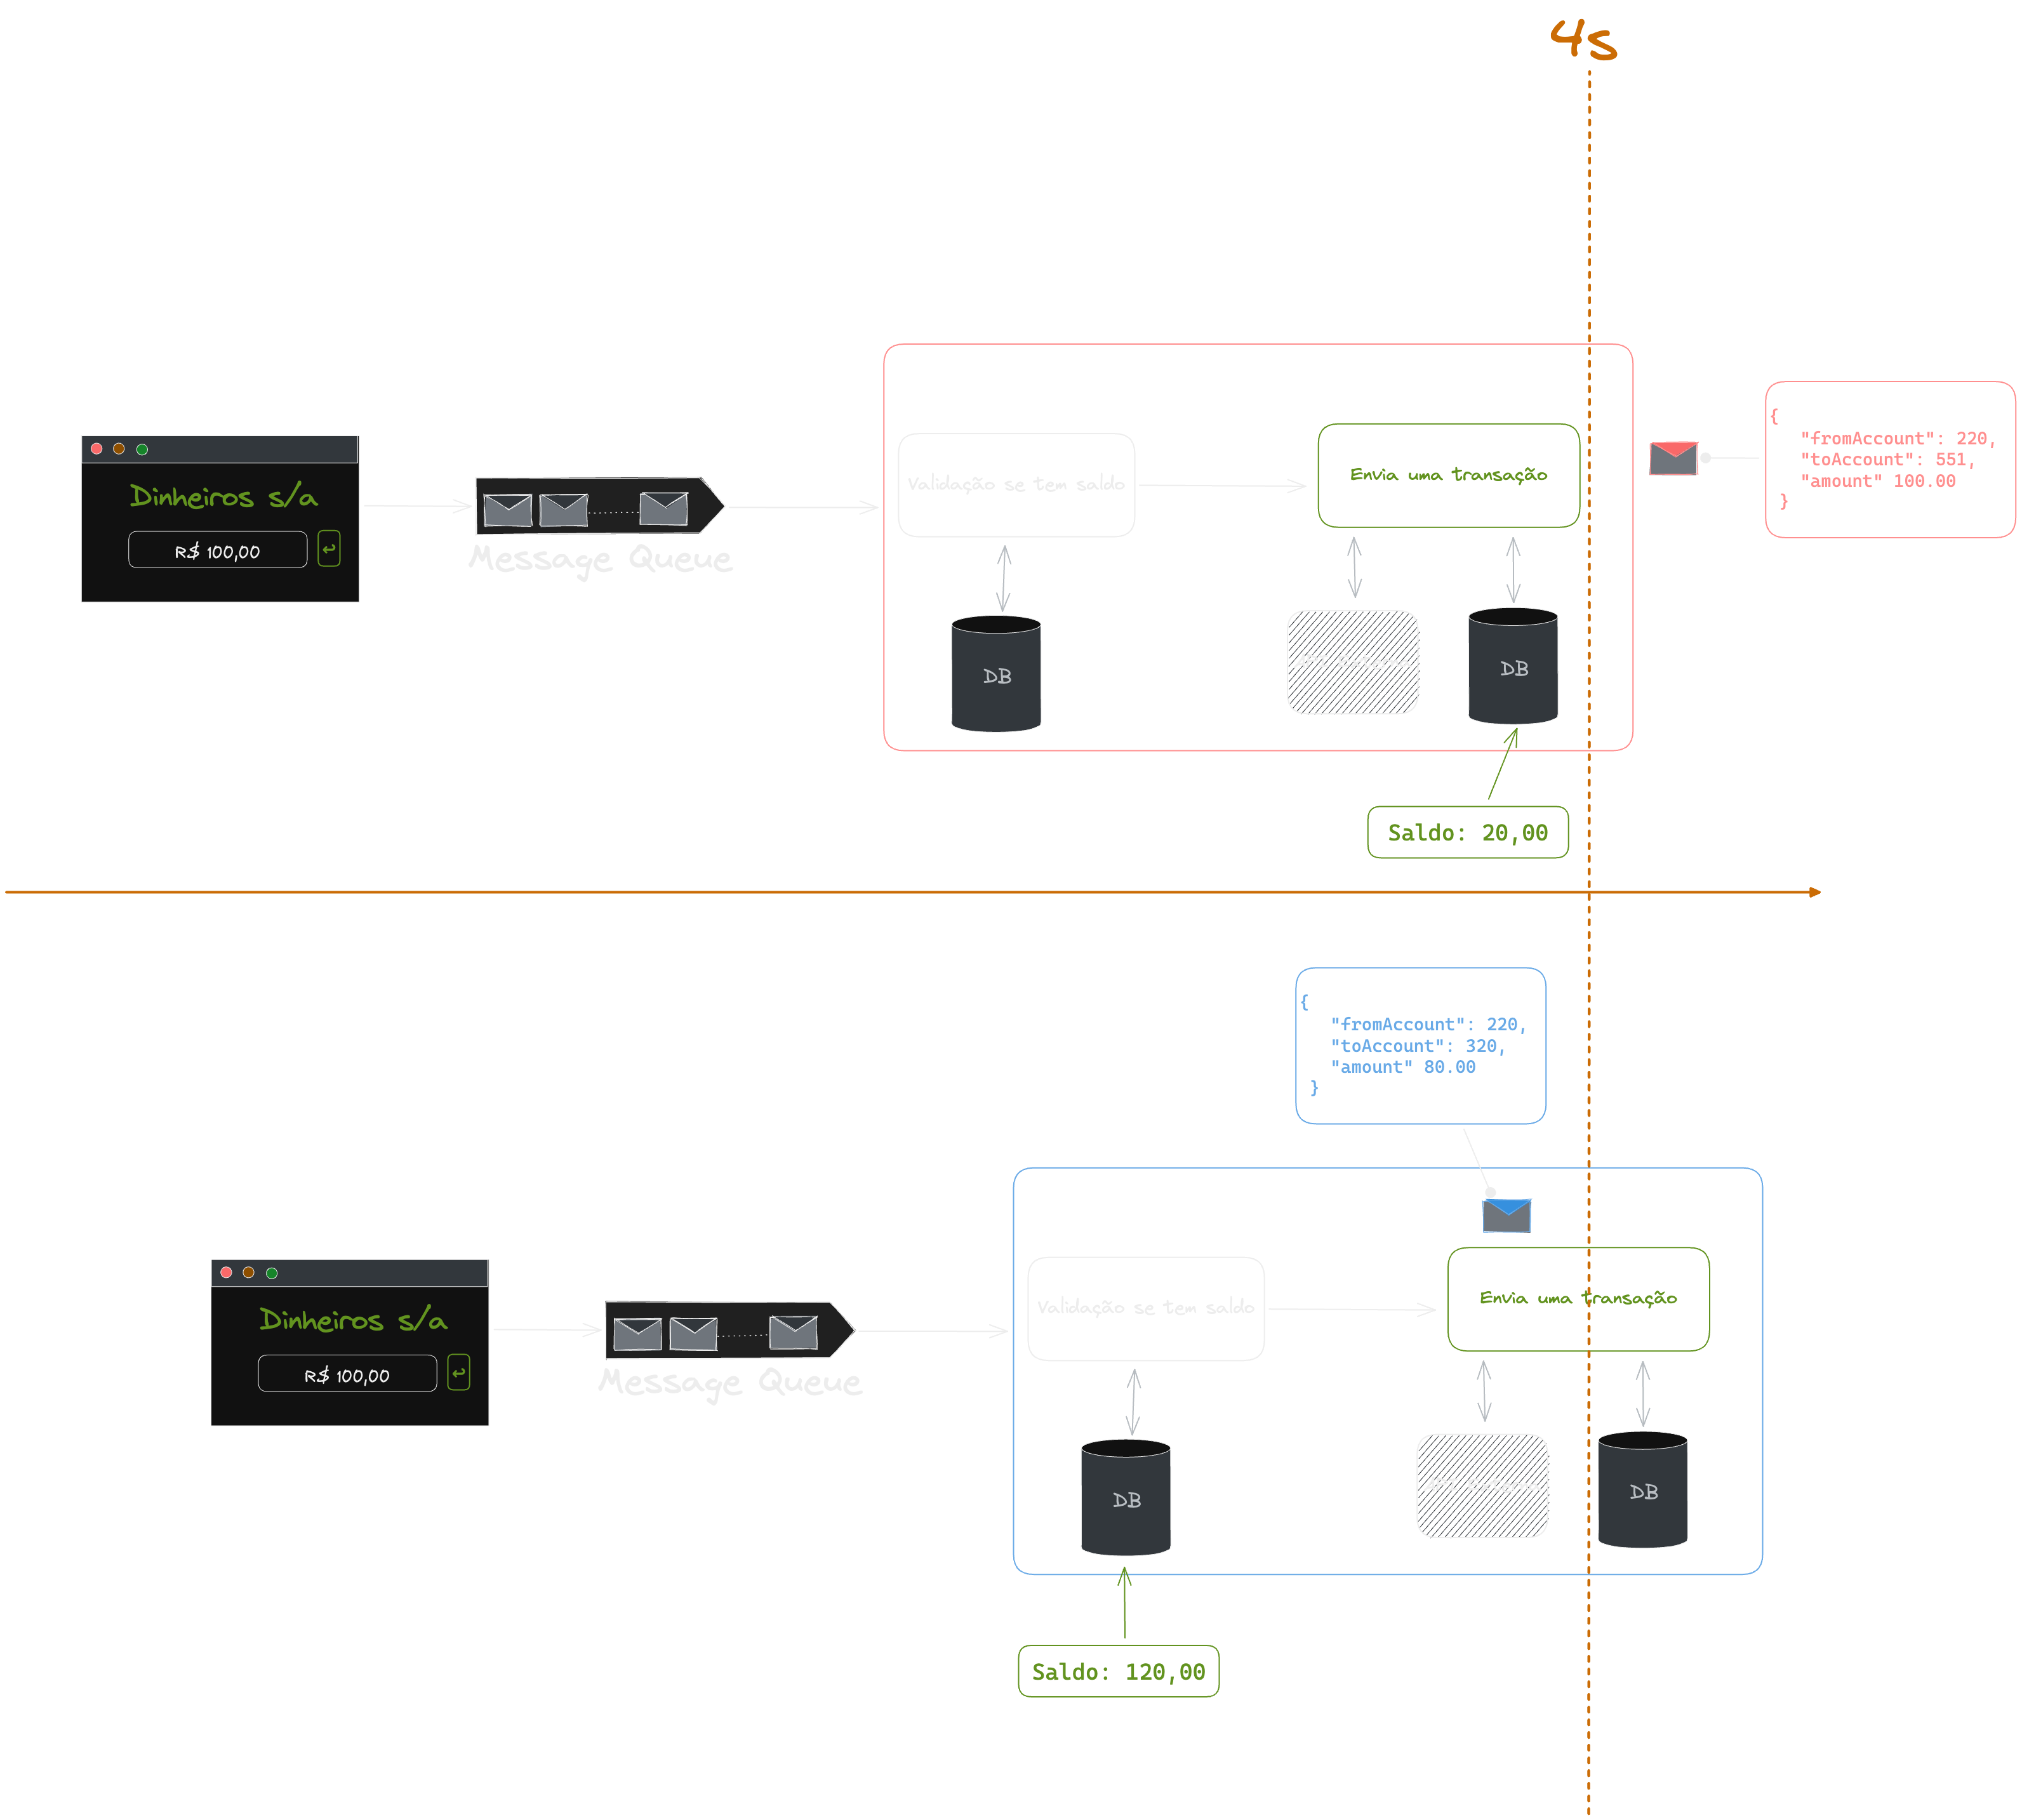 4s
{
"fromAccount": 220,
"toAccount": 551,
"amount" 100.00
}
Dinheiros s/a
R$ 100,00
↩
Message Queue
Validação se tem saldo
Envia uma transação
DB
DB
Saldo: 20,00
{
"fromAccount": 220,
"toAccount": 320,
"amount" 80.00
}
Dinheiros s/a
R$ 100,00
↩
Message Queue
Validação se tem saldo
Envia uma transação
DB
DB
Saldo: 120,00